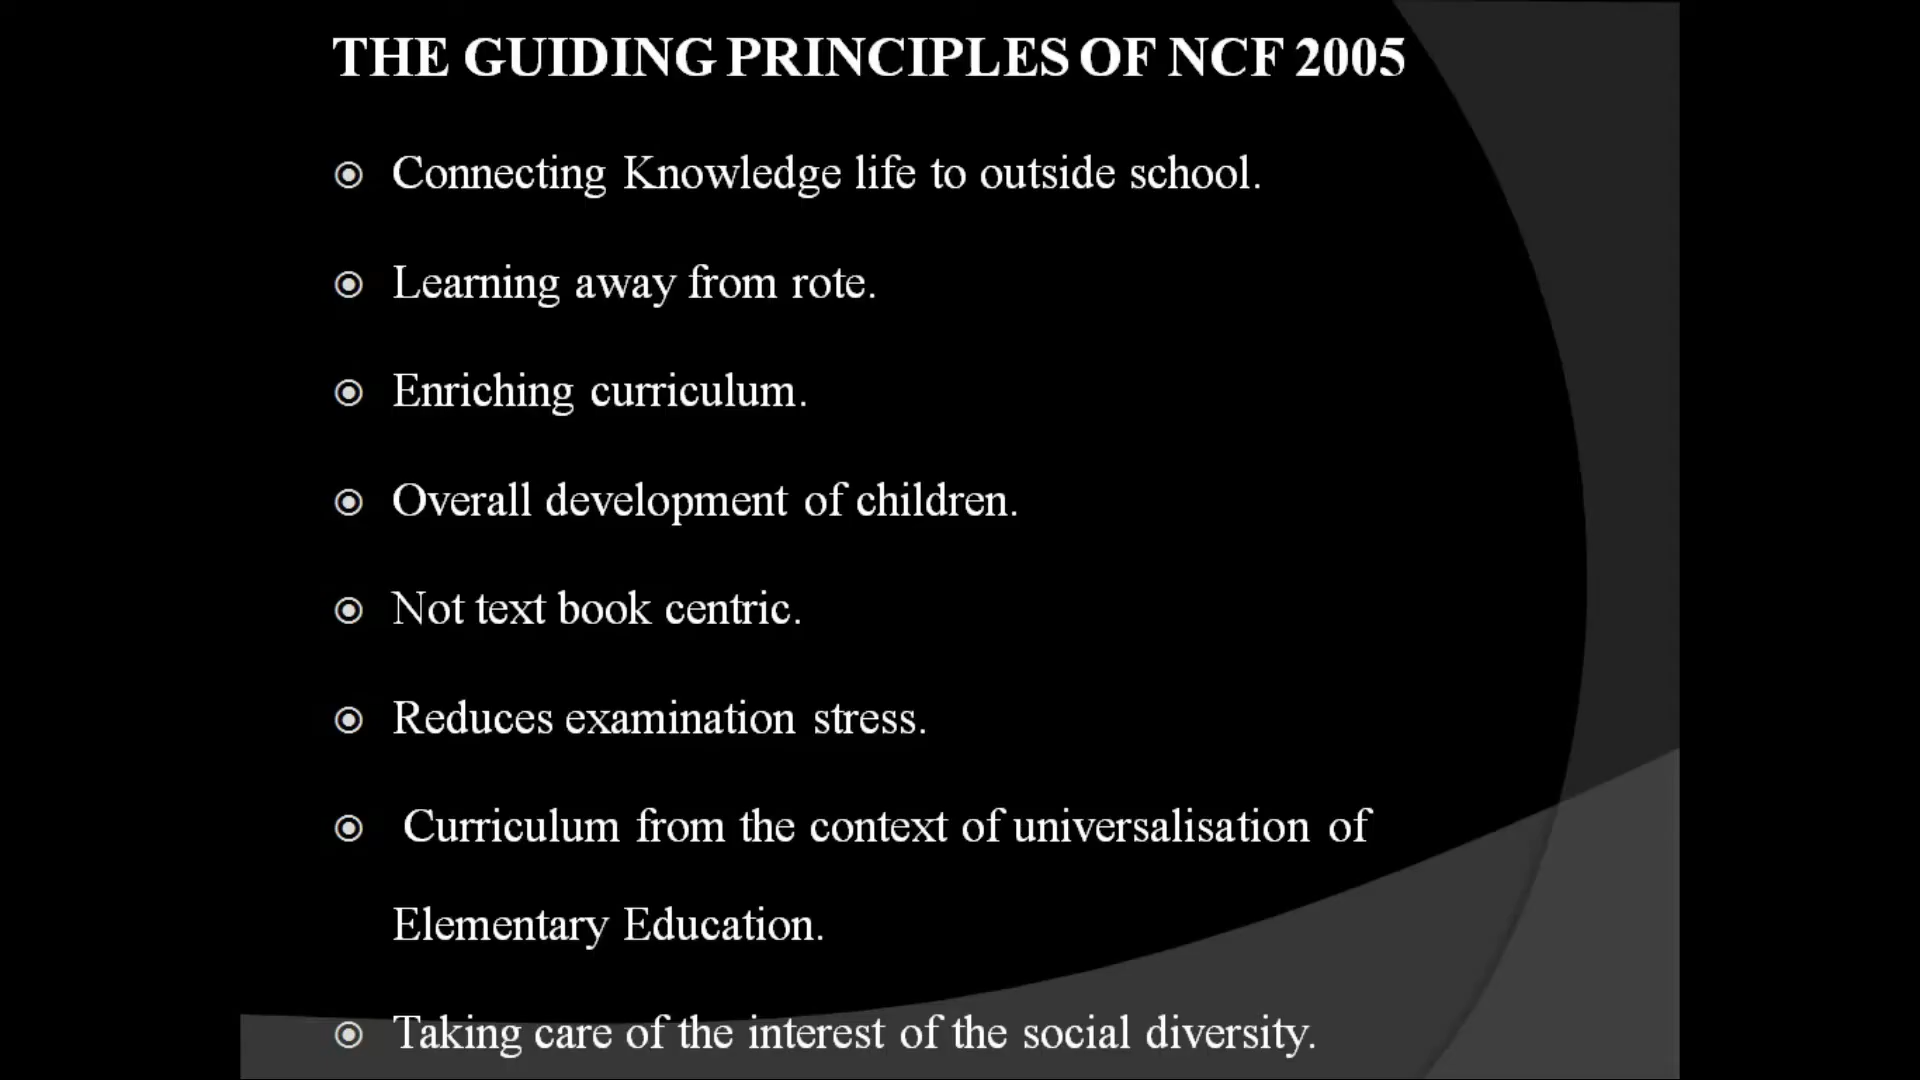 THE GUIDING PRINCIPLES OF NCF 2005
Connecting Knowledge life to outside school.
Learning away from rote.
Enriching curriculum.
Overall development of children.
Not text book centric.
Reduces examination stress.
Curriculum from the context of universalisation of
Elementary Education.
Taking care of the interest of the social diversity.